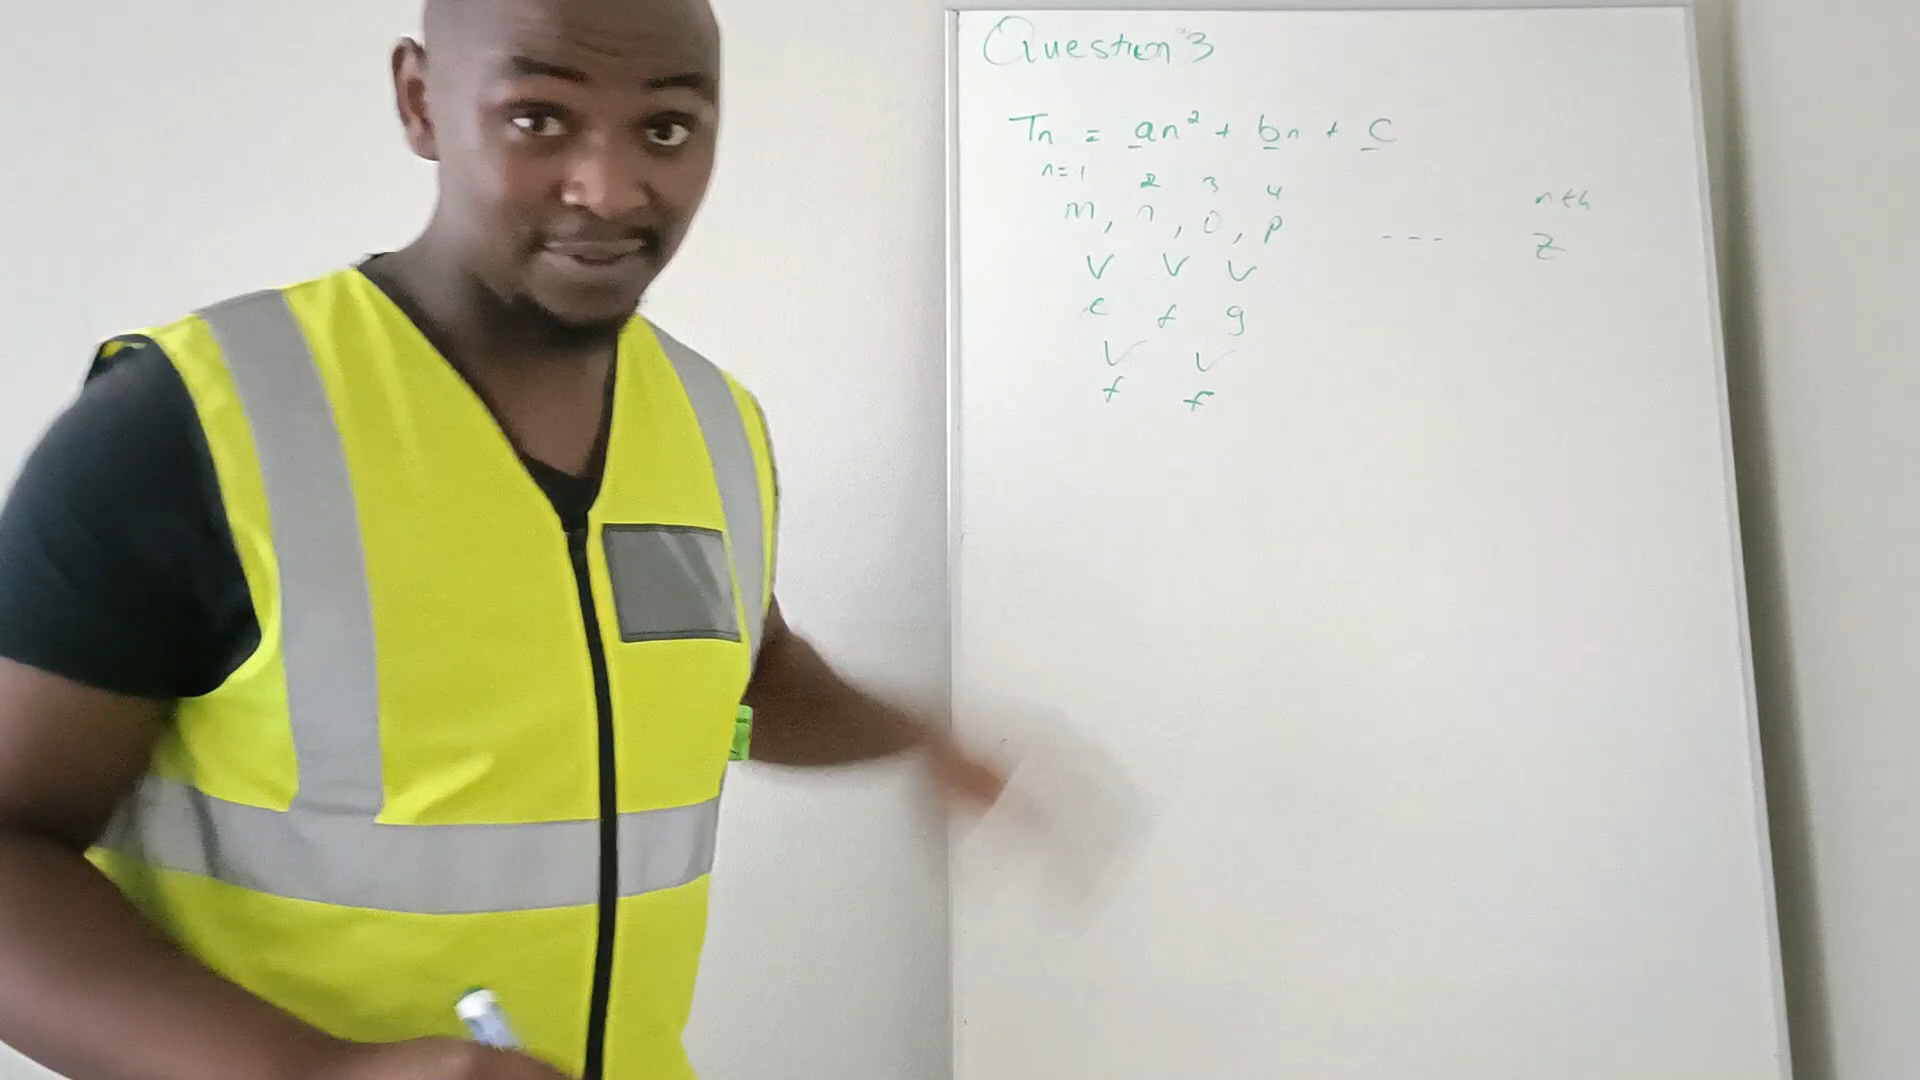 Question 3
Tn = an² + bn + c
n=1 2 3 4 nth
m, n, o, p --- z
e f g
f f